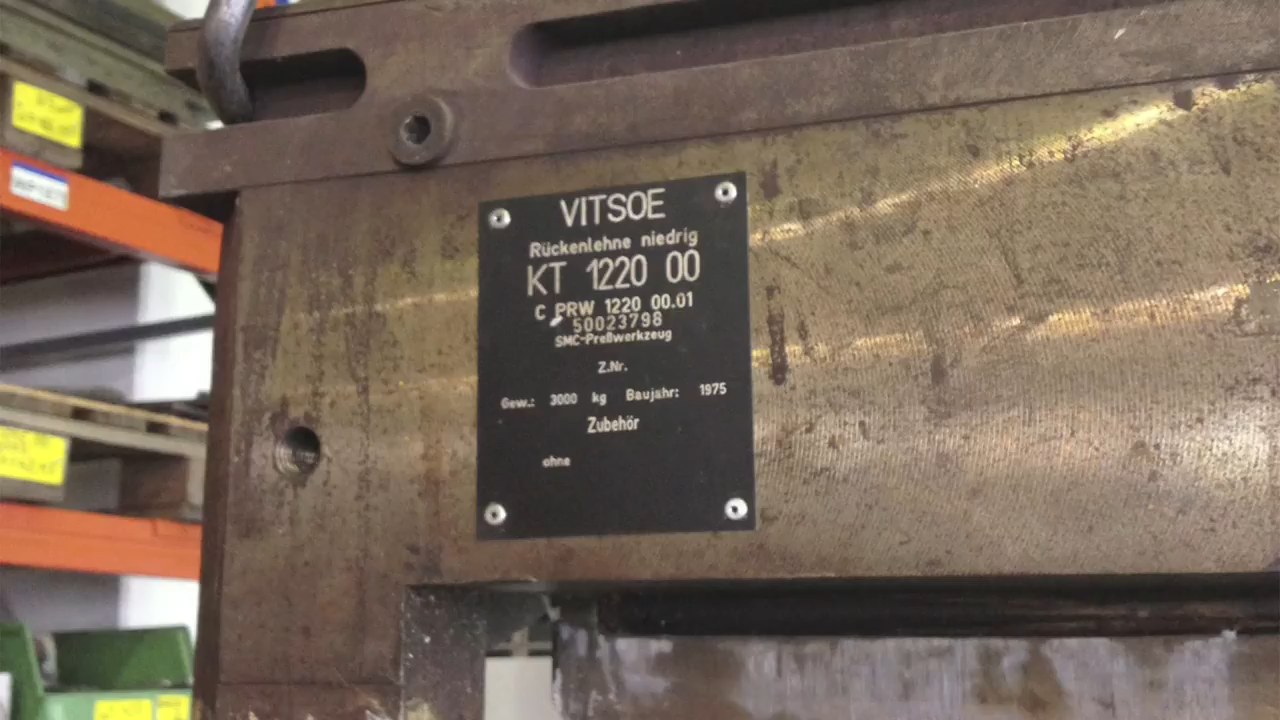 VITSOE
Rückenlehne niedrig
KT 1220 00
C PRW 1220 00.01
50023798
SMC-Preßwerkzeug
Z.Nr.
Gew.: 3000 kg Baujahr: 1975
Zubehör
ohne